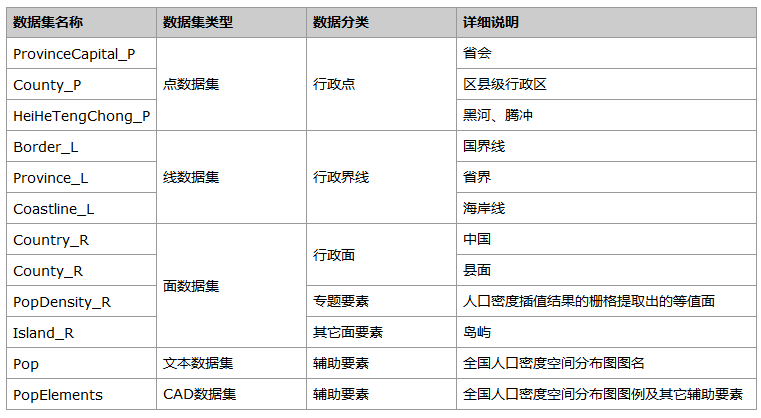 数据集名称 数据集类型 数据分类 详细说明
ProvinceCapital_P 点数据集 行政点 省会
County_P 区县级行政区
HeiHeTengChong_P 黑河、腾冲
Border_L 线数据集 行政界线 国界线
Province_L 省界
Coastline_L 海岸线
Country_R 面数据集 行政面 中国
County_R 县面
PopDensity_R 专题要素 人口密度插值结果的栅格提取出的等值面
Island_R 其它面要素 岛屿
Pop 文本数据集 辅助要素 全国人口密度空间分布图图名
PopElements CAD数据集 辅助要素 全国人口密度空间分布图图例及其它辅助要素